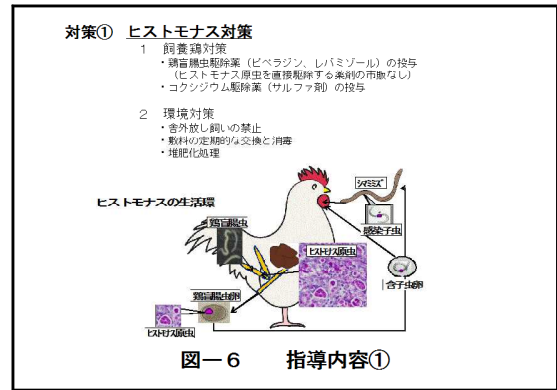 対策① ヒストモナス対策
1 飼養鶏対策
・鶏盲腸虫駆除薬（ピペラジン、レバミゾール）の投与
（ヒストモナス原虫を直接駆除する薬剤の市販なし）
・コクシジウム駆除薬（サルファ剤）の投与
2 環境対策
・舎外放し飼いの禁止
・敷料の定期的な交換と消毒
・堆肥化処理
シマミミズ
ヒストモナスの生活環
鶏盲腸虫
感染子虫
ヒストモナス原虫
含子虫卵
鶏盲腸虫卵
ヒストモナス原虫
図－６ 指導内容①